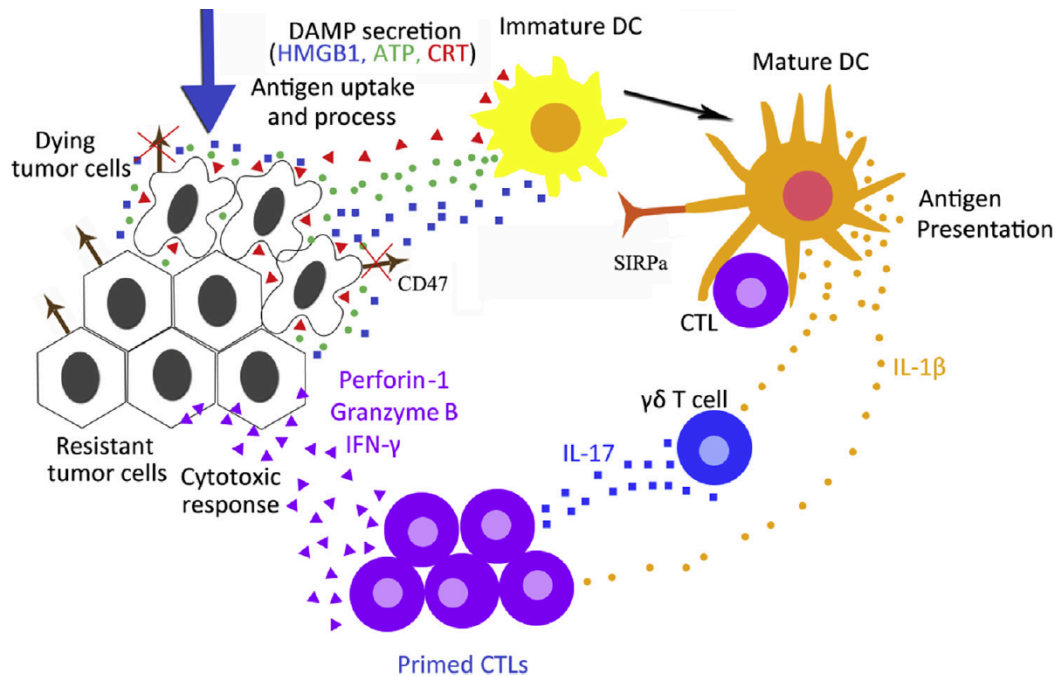 DAMP secretion
(HMGB1, ATP, CRT)
Antigen uptake
and process
Immature DC
Mature DC
Dying
tumor cells
Antigen
Presentation
SIRPa
CD47
CTL
IL-1β
Perforin-1
Granzyme B
IFN-γ
γδ T cell
IL-17
Resistant
tumor cells
Cytotoxic
response
Primed CTLs